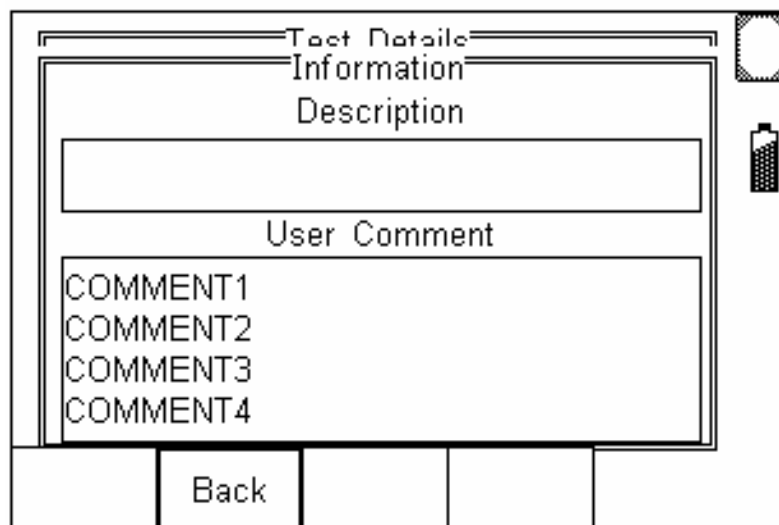 Test Details
Information
Description
User Comment
COMMENT1
COMMENT2
COMMENT3
COMMENT4
Back